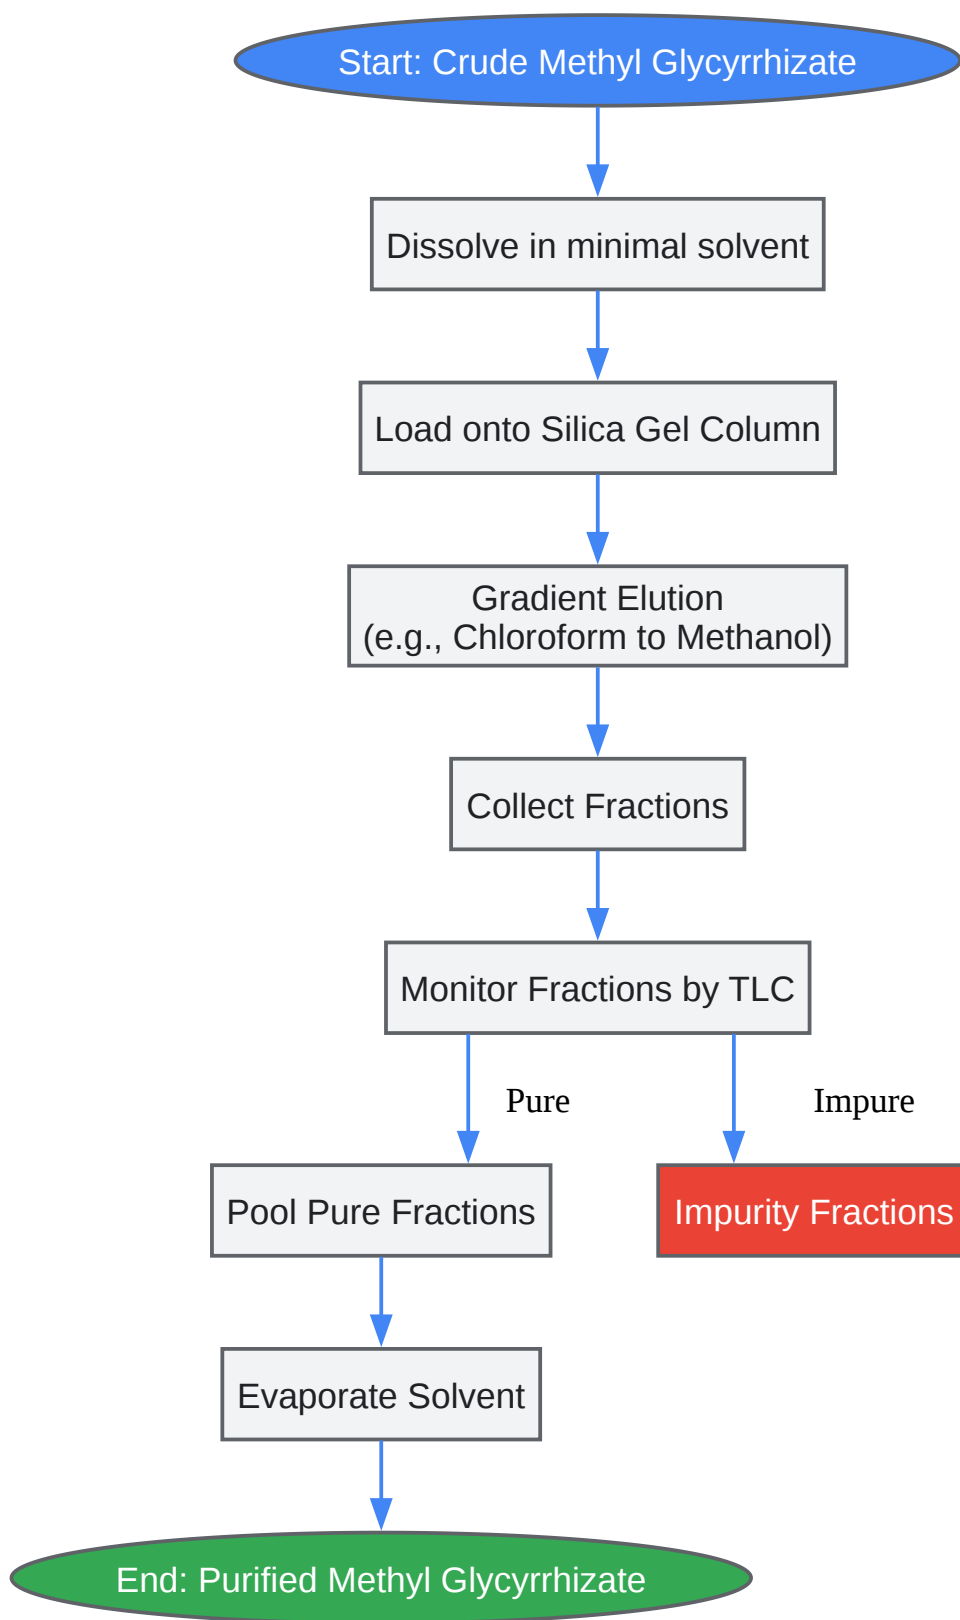 Start: Crude Methyl Glycyrrhizate
Dissolve in minimal solvent
Load onto Silica Gel Column
Gradient Elution
(e.g., Chloroform to Methanol)
Collect Fractions
Monitor Fractions by TLC
Pure
Impure
Pool Pure Fractions
Impurity Fractions
Evaporate Solvent
End: Purified Methyl Glycyrrhizate